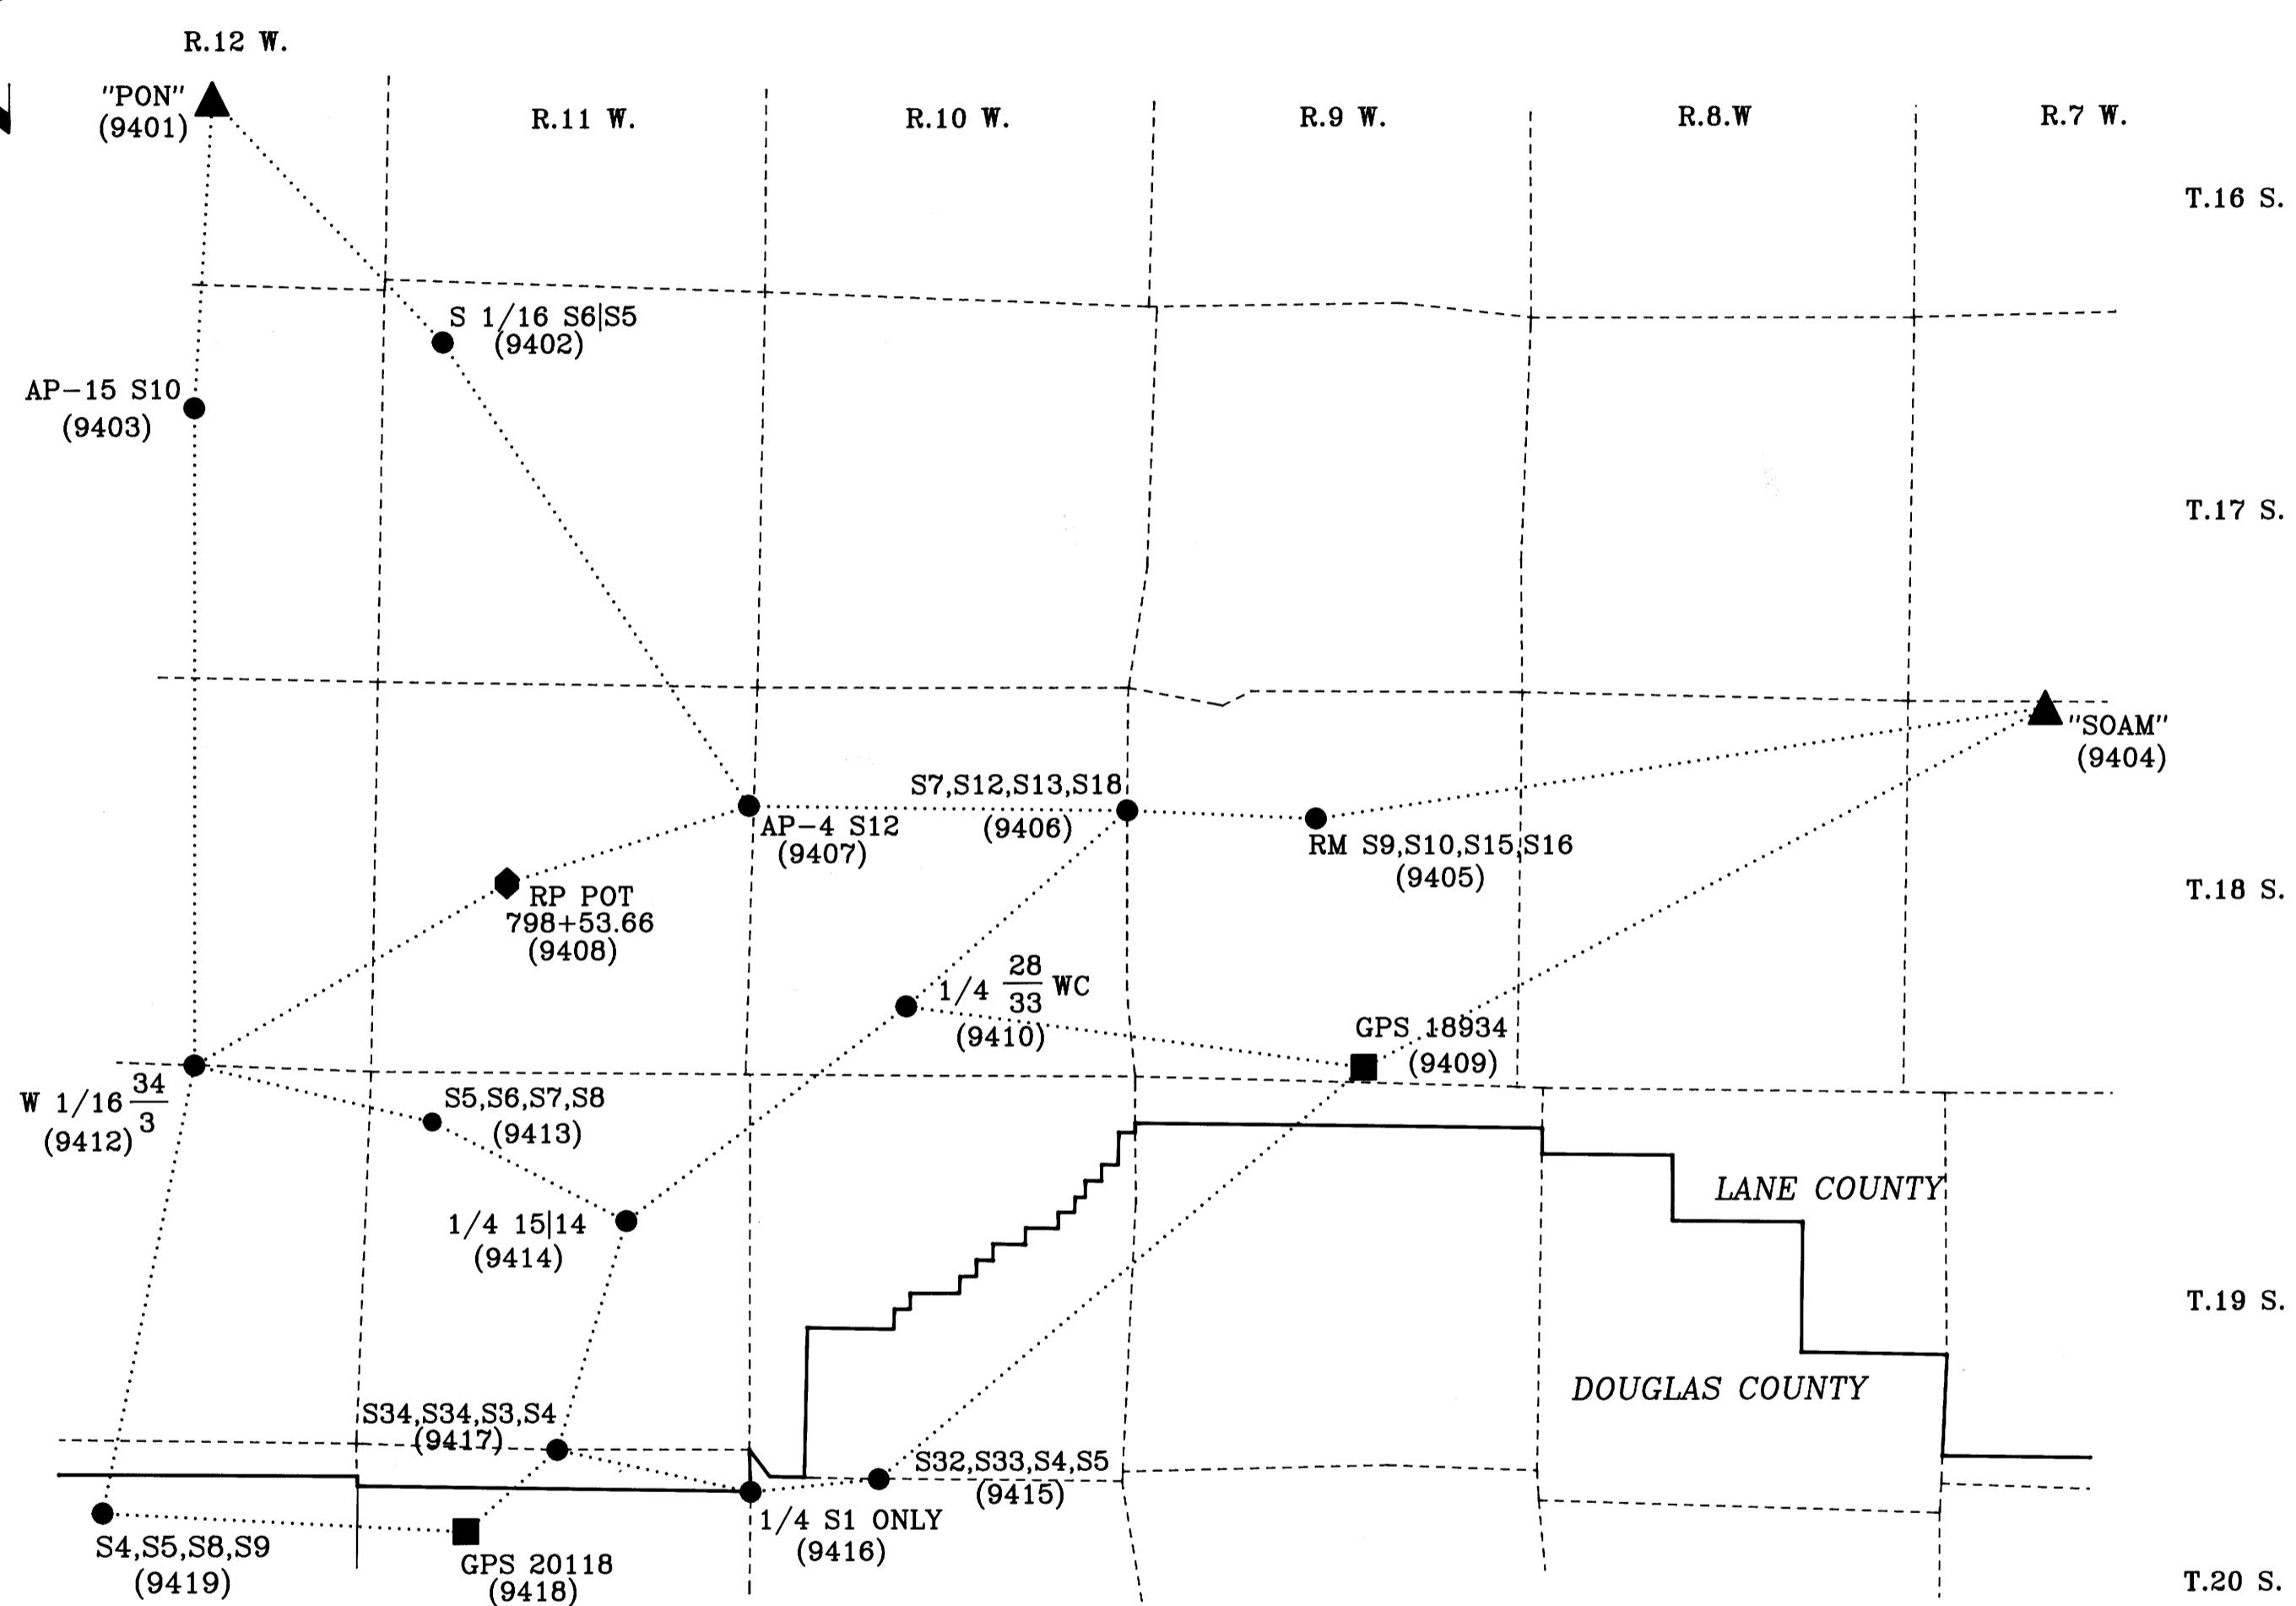 R.12 W.
"PON"
(9401)
R.11 W.
R.10 W.
R.9 W.
R.8.W
R.7 W.
T.16 S.
S 1/16 S6|S5
(9402)
AP-15 S10
(9403)
T.17 S.
"SOAM"
(9404)
S7,S12,S13,S18
(9406)
AP-4 S12
(9407)
RM S9,S10,S15,S16
(9405)
RP POT
798+53.66
(9408)
T.18 S.
1/4 28/33 WC
(9410)
GPS 18934
(9409)
W 1/16 34/3
(9412)
S5,S6,S7,S8
(9413)
LANE COUNTY
1/4 15|14
(9414)
T.19 S.
DOUGLAS COUNTY
S34,S34,S3,S4
(9417)
S32,S33,S4,S5
(9415)
1/4 S1 ONLY
(9416)
S4,S5,S8,S9
(9419)
GPS 20118
(9418)
T.20 S.